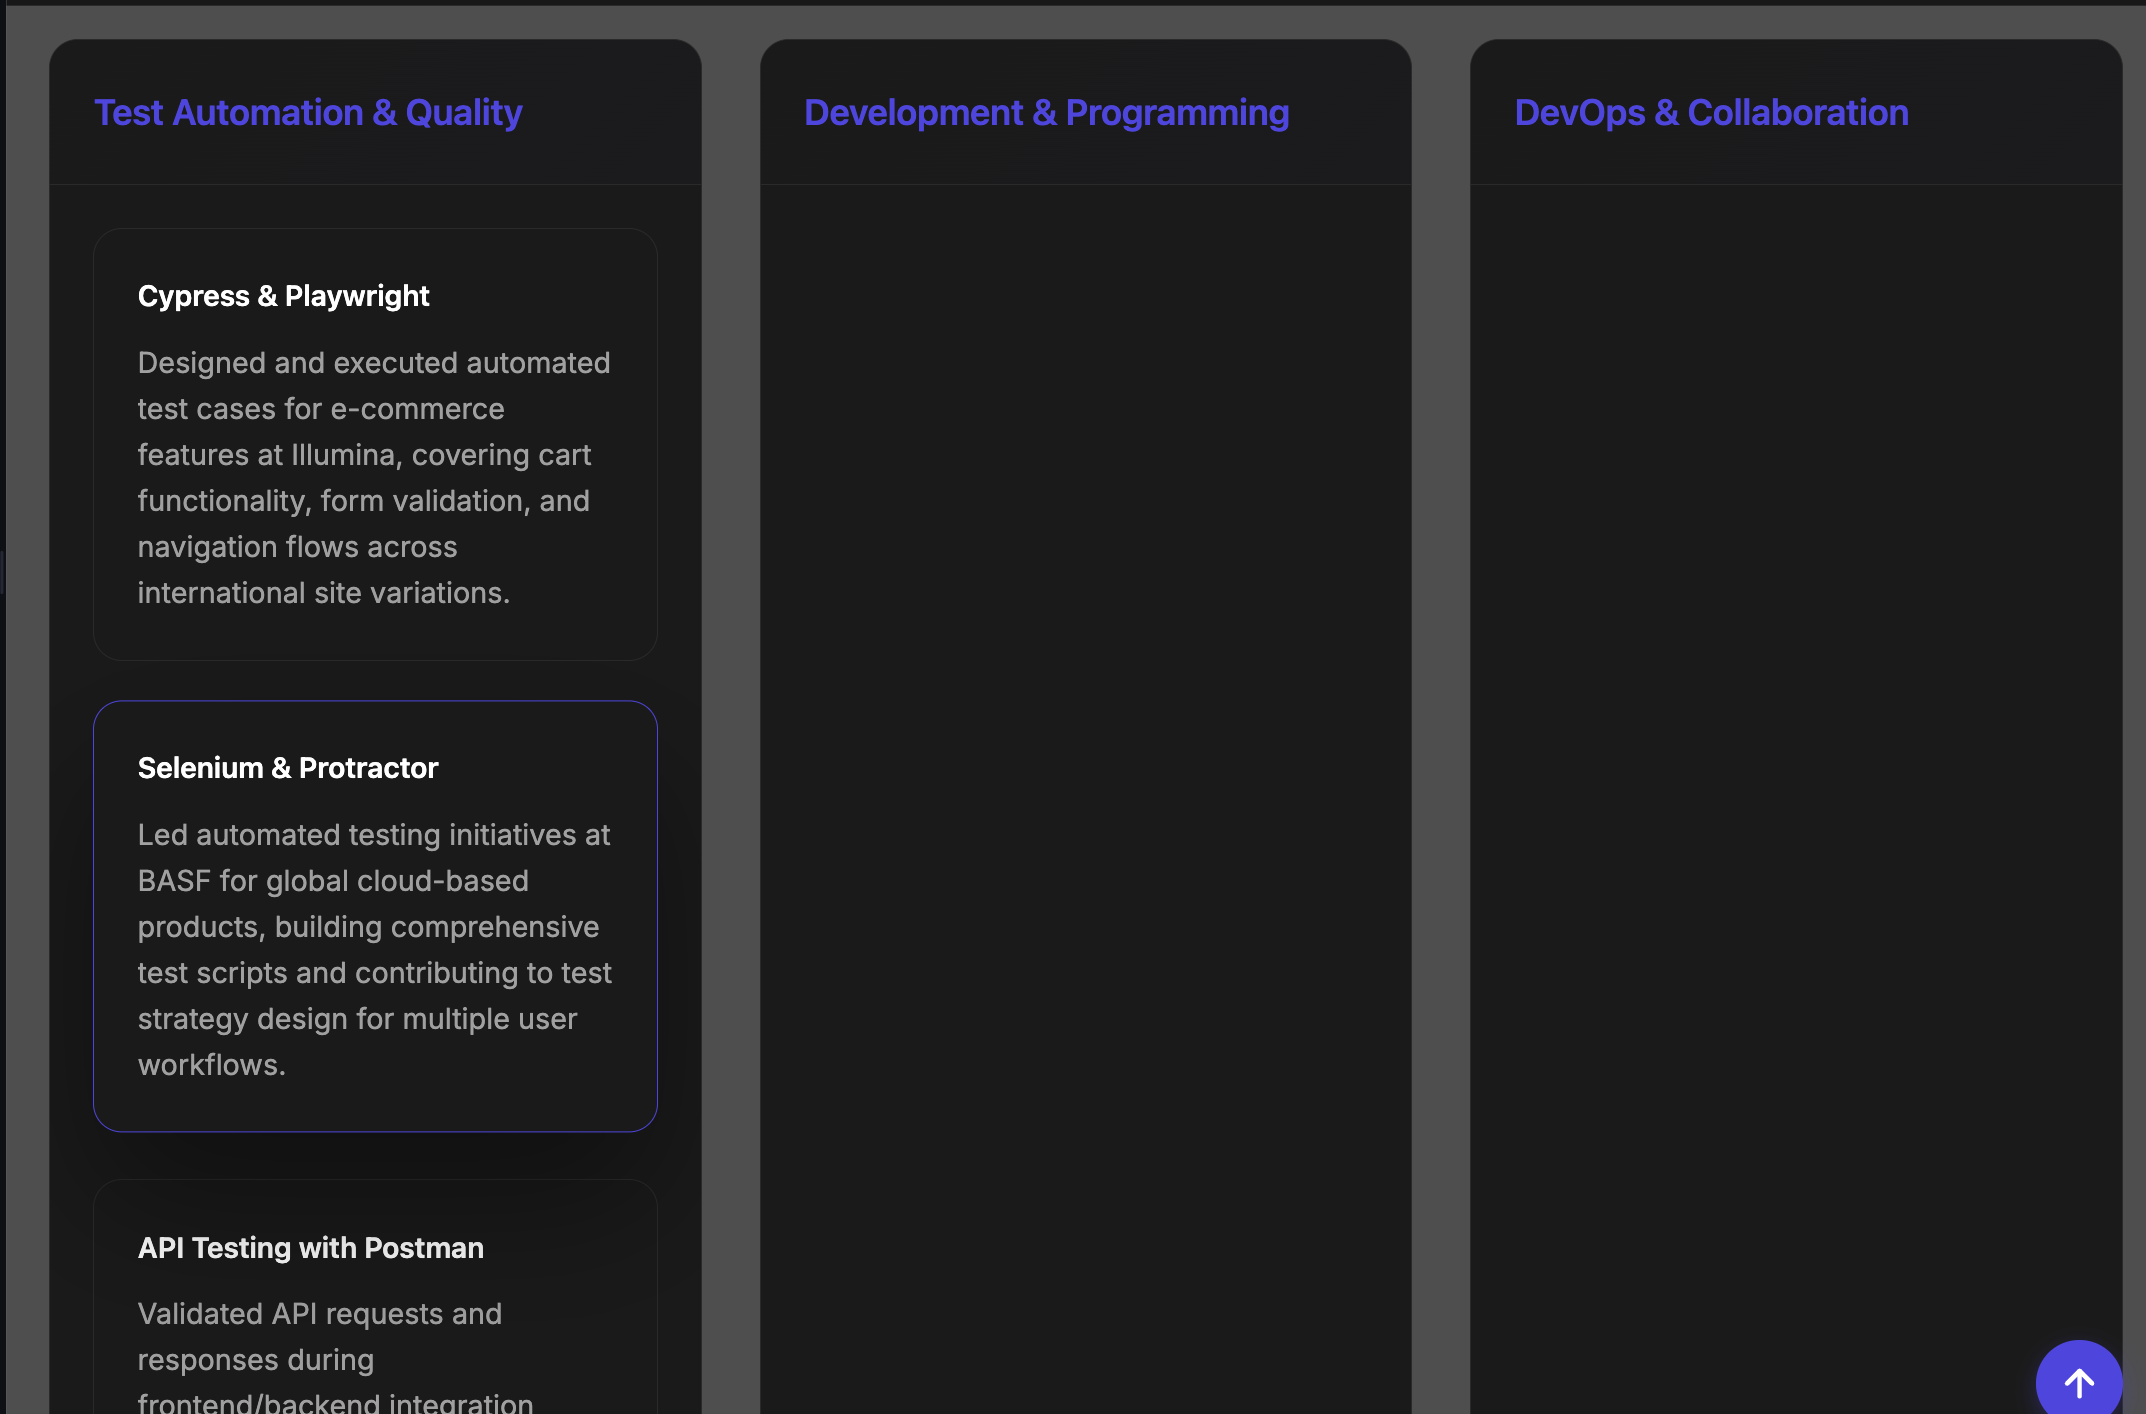 Test Automation & Quality
Cypress & Playwright
Designed and executed automated
test cases for e-commerce
features at Illumina, covering cart
functionality, form validation, and
navigation flows across
international site variations.
Selenium & Protractor
Led automated testing initiatives at
BASF for global cloud-based
products, building comprehensive
test scripts and contributing to test
strategy design for multiple user
workflows.
API Testing with Postman
Validated API requests and
responses during
frontend/backend integration
Development & Programming
DevOps & Collaboration